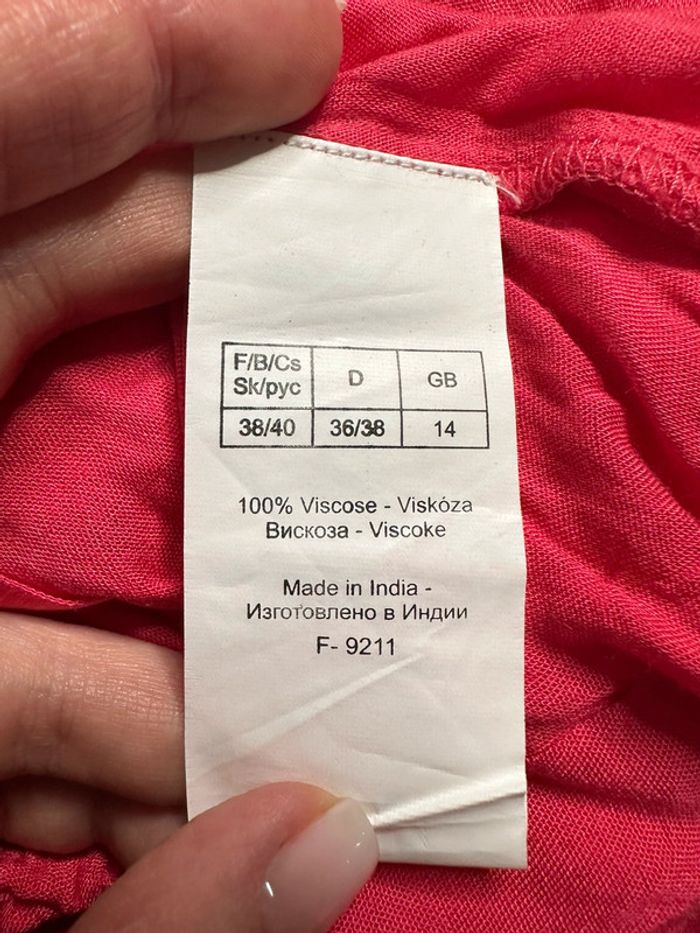 F/B/Cs D GB
Sk/рус
38/40 36/38 14
100% Viscose - Viskóza
Вискоза - Viscoke
Made in India -
Изготовлено в Индии
F- 9211